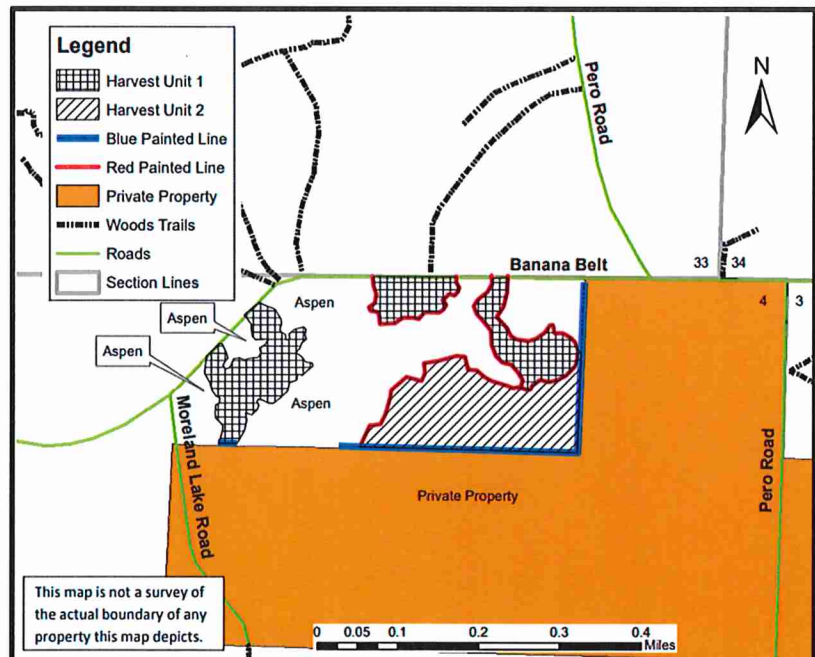 Legend
Harvest Unit 1
Harvest Unit 2
Blue Painted Line
Red Painted Line
Private Property
Woods Trails
Roads
Section Lines
N
Pero Road
Banana Belt
33
34
4
3
Aspen
Aspen
Aspen
Aspen
Moreland Lake Road
Private Property
Pero Road
This map is not a survey of
the actual boundary of any
property this map depicts.
0 0.05 0.1 0.2 0.3 0.4
Miles